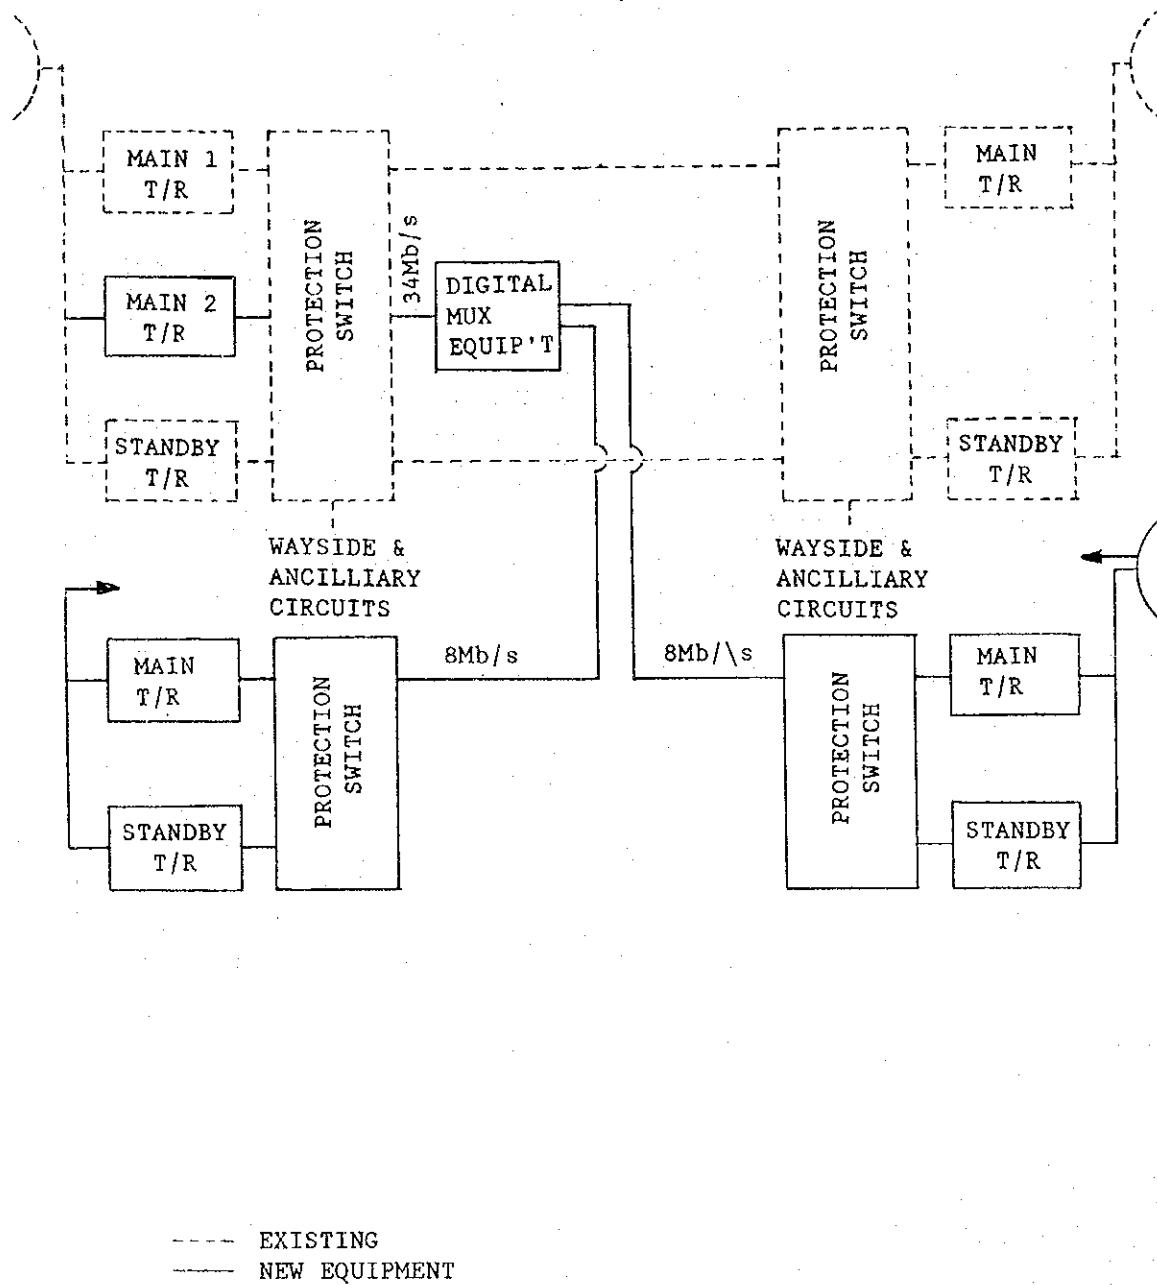 MAIN 1
T/R
PROTECTION
SWITCH
PROTECTION
SWITCH
MAIN
T/R
34Mb/s
MAIN 2
T/R
DIGITAL
MUX
EQUIP'T
STANDBY
T/R
STANDBY
T/R
WAYSIDE &
ANCILLIARY
CIRCUITS
WAYSIDE &
ANCILLIARY
CIRCUITS
MAIN
T/R
PROTECTION
SWITCH
8Mb/s
8Mb/\s
PROTECTION
SWITCH
MAIN
T/R
STANDBY
T/R
STANDBY
T/R
EXISTING
NEW EQUIPMENT